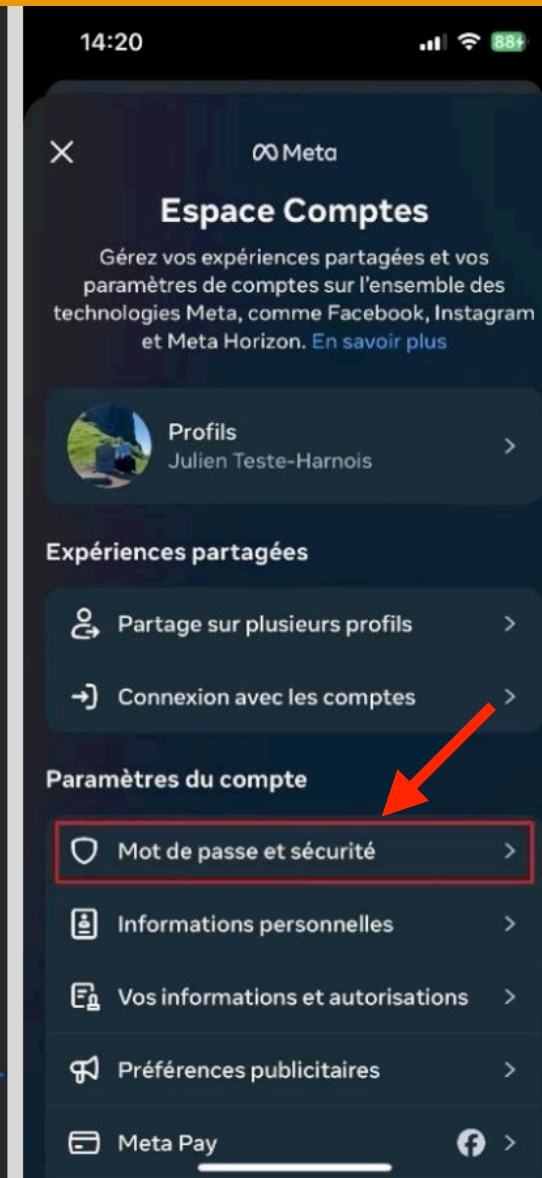 14:20
88
Meta
Espace Comptes
Gérez vos expériences partagées et vos
paramètres de comptes sur l'ensemble des
technologies Meta, comme Facebook, Instagram
et Meta Horizon. En savoir plus
Profils
Julien Teste-Harnois
Expériences partagées
Partage sur plusieurs profils
Connexion avec les comptes
Paramètres du compte
Mot de passe et sécurité
Informations personnelles
Vos informations et autorisations
Préférences publicitaires
Meta Pay